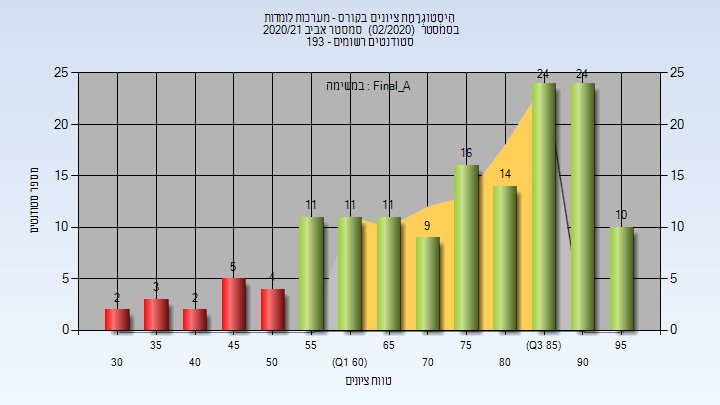 היסטוגרמת ציונים בקורס - מערכות לומדות
בסמסטר (02/2020) סמסטר אביב 2020/21
סטודנטים רשומים - 193
במשימה : Final_A
25 25
20 20
15 15
10 10
5 5
0 0
מספר סטודנטים
2 3 2 5 4 11 11 11 9 16 14 24 24 10
35 45 55 65 75 (Q3 85) 95
30 40 50 (Q1 60) 70 80 90
טווח ציונים